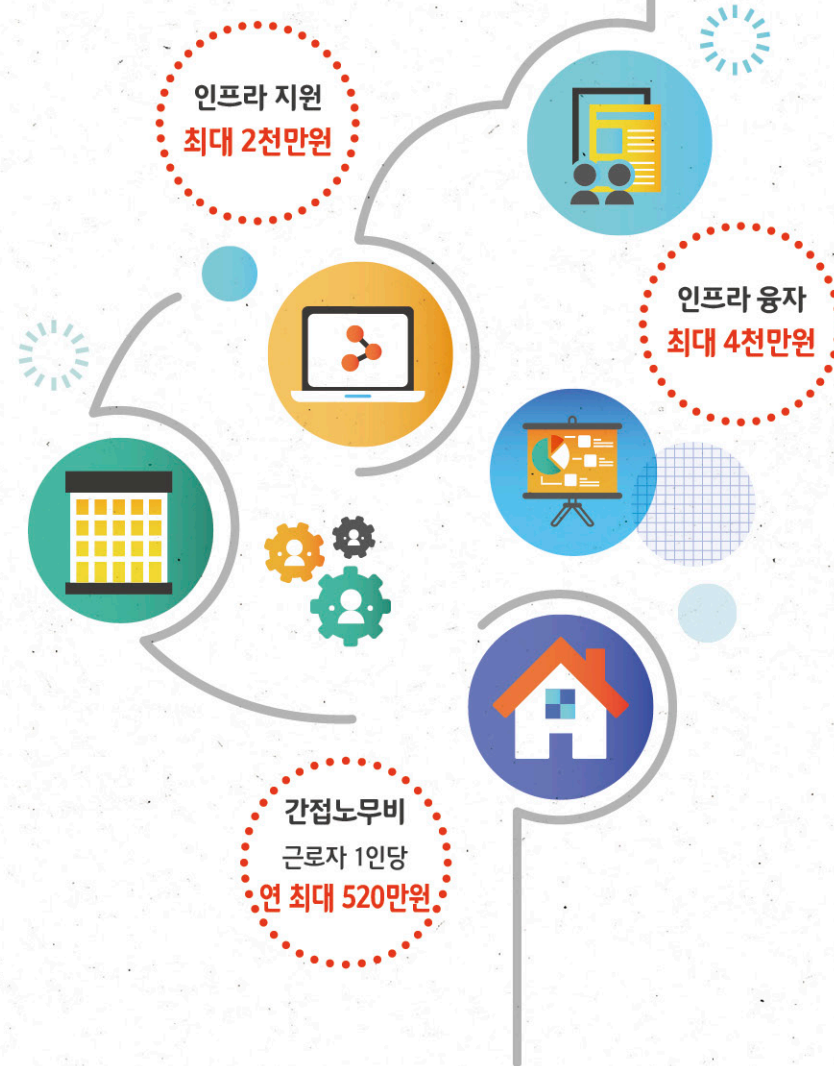 인프라 지원
최대 2천만원
인프라 융자
최대 4천만원
간접노무비
근로자 1인당
연 최대 520만원